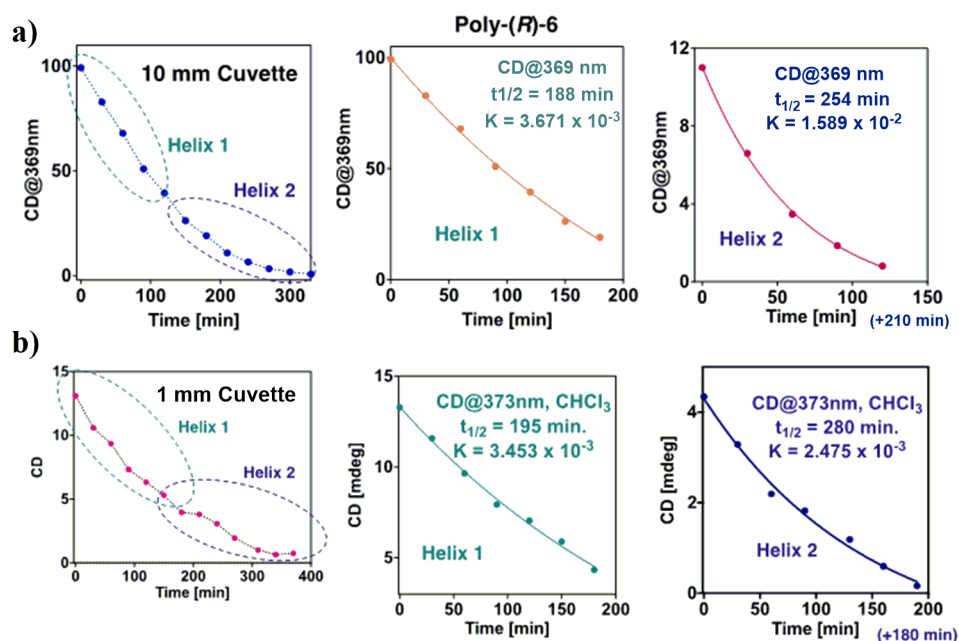 a)
Poly-(R)-6
100
50
0
CD@369nm
10 mm Cuvette
Helix 1
Helix 2
0 100 200 300
Time [min]
100
50
0
CD@369nm
CD@369 nm
t1/2 = 188 min
K = 3.671 x 10-3
Helix 1
0 50 100 150 200
Time [min]
12
8
4
0
CD@369nm
CD@369 nm
t1/2 = 254 min
K = 1.589 x 10-2
Helix 2
0 50 100 150
Time [min] (+210 min)
b)
15
10
5
0
CD
1 mm Cuvette
Helix 1
Helix 2
0 100 200 300 400
Time [min]
15
10
5
CD [mdeg]
CD@373nm, CHCl3
t1/2 = 195 min.
K = 3.453 x 10-3
Helix 1
0 50 100 150 200
Time [min]
4
2
0
CD [mdeg]
CD@373nm, CHCl3
t1/2 = 280 min.
K = 2.475 x 10-3
Helix 2
0 50 100 150 200
Time [min] (+180 min)